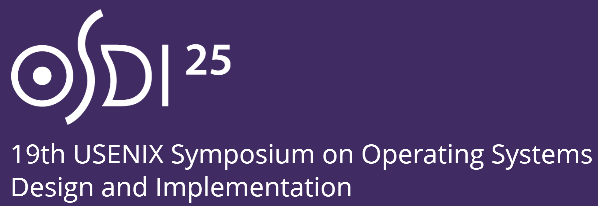 OSDI 25
19th USENIX Symposium on Operating Systems
Design and Implementation